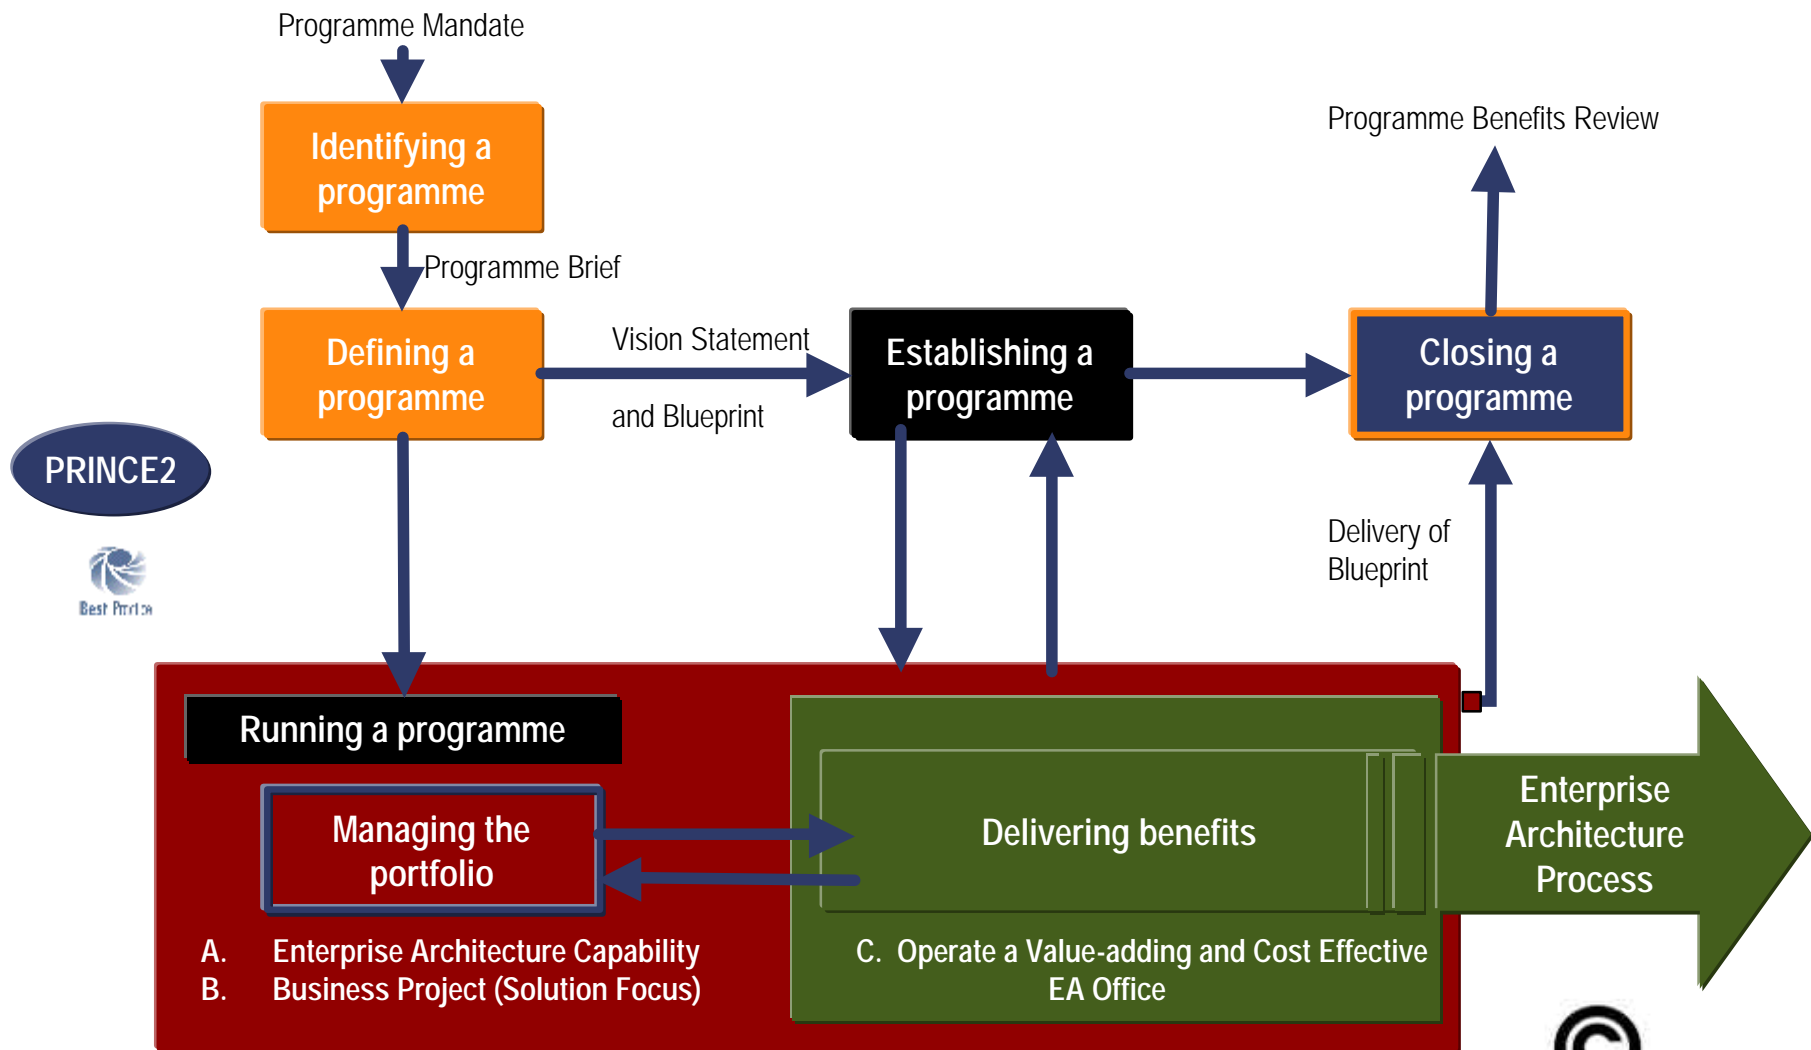 Programme Mandate
Identifying a
programme
Programme Benefits Review
Programme Brief
Defining a
programme
Vision Statement
and Blueprint
Establishing a
programme
Closing a
programme
PRINCE2
Delivery of
Blueprint
Running a programme
Managing the
portfolio
Delivering benefits
Enterprise
Architecture
Process
A. Enterprise Architecture Capability
B. Business Project (Solution Focus)
C. Operate a Value-adding and Cost Effective
EA Office
©